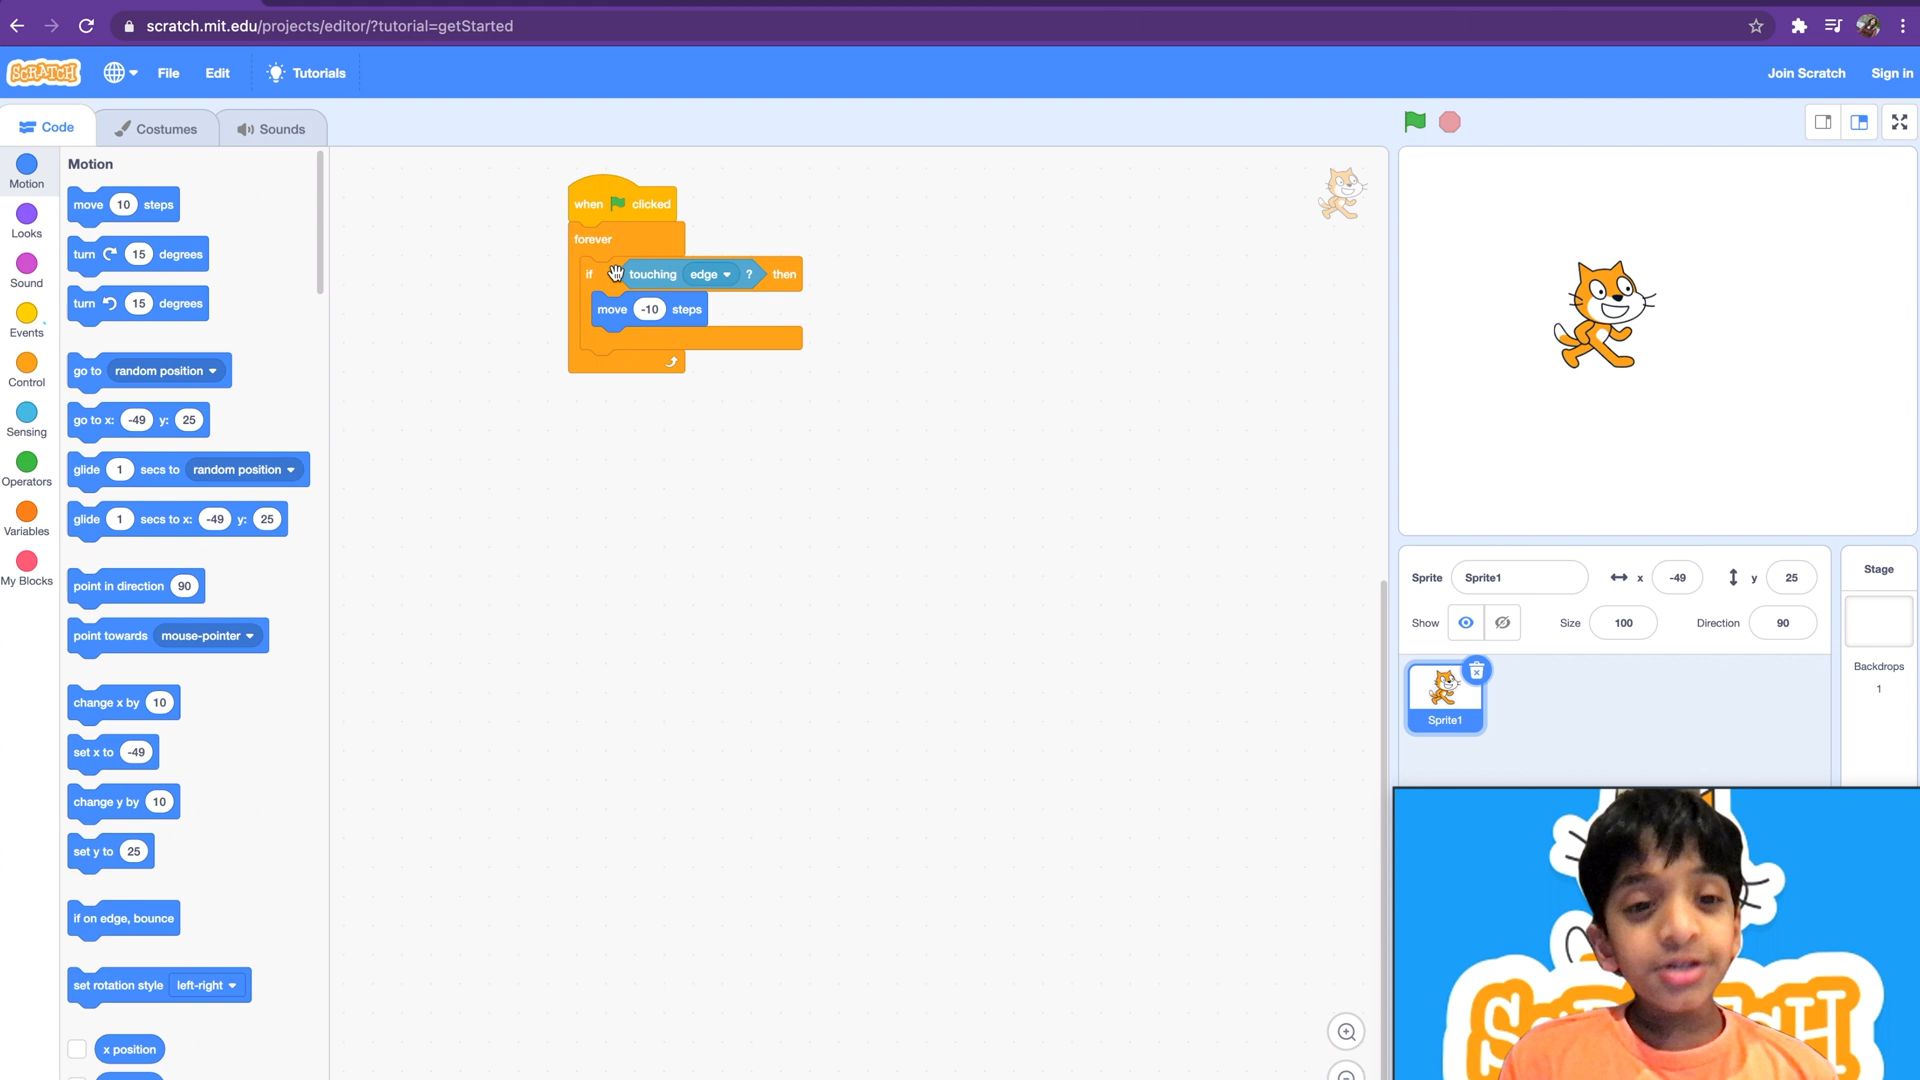 scratch.mit.edu/projects/editor/?tutorial=getStarted
SCRATCH
File
Edit
Tutorials
Join Scratch
Sign in
Code
Costumes
Sounds
Motion
Looks
Sound
Events
Control
Sensing
Operators
Variables
My Blocks
Motion
move 10 steps
turn 15 degrees
turn 15 degrees
go to random position
go to x: -49 y: 25
glide 1 secs to random position
glide 1 secs to x: -49 y: 25
point in direction 90
point towards mouse-pointer
change x by 10
set x to -49
change y by 10
set y to 25
if on edge, bounce
set rotation style left-right
x position
when clicked
forever
if touching edge ? then
move -10 steps
Sprite Sprite1 x -49 y 25
Show Size 100 Direction 90
Sprite1
Stage
Backdrops
1